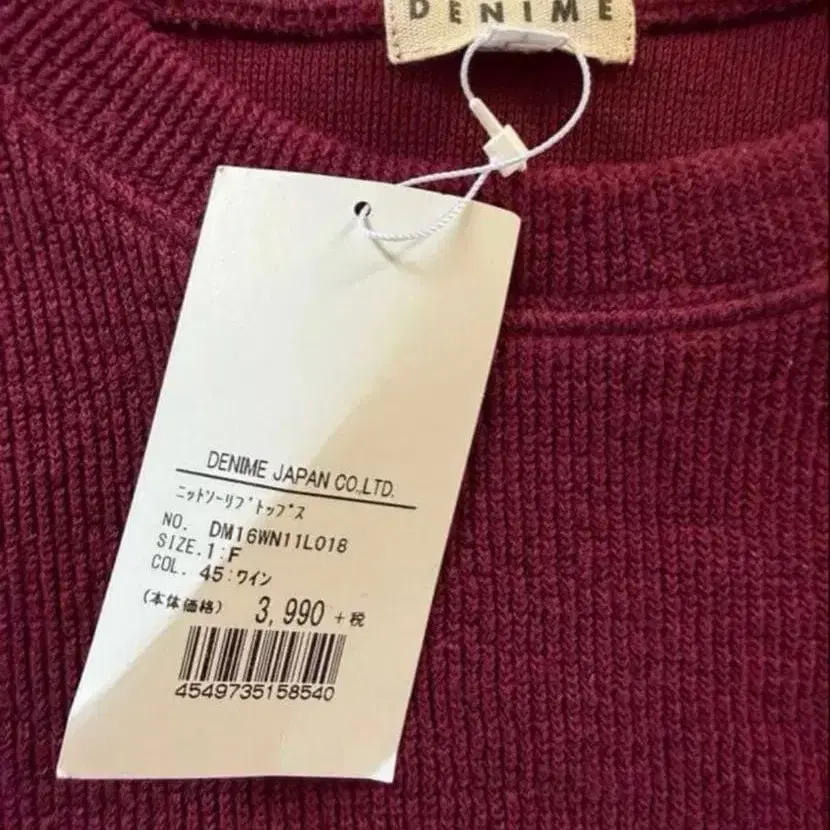 DENIME
DENIME JAPAN CO.,LTD.
ニットソーリブトップス
NO. DM16WN11L018
SIZE. 1:F
COL. 45:ワイン
(本体価格) 3,990 +税
4549735158540